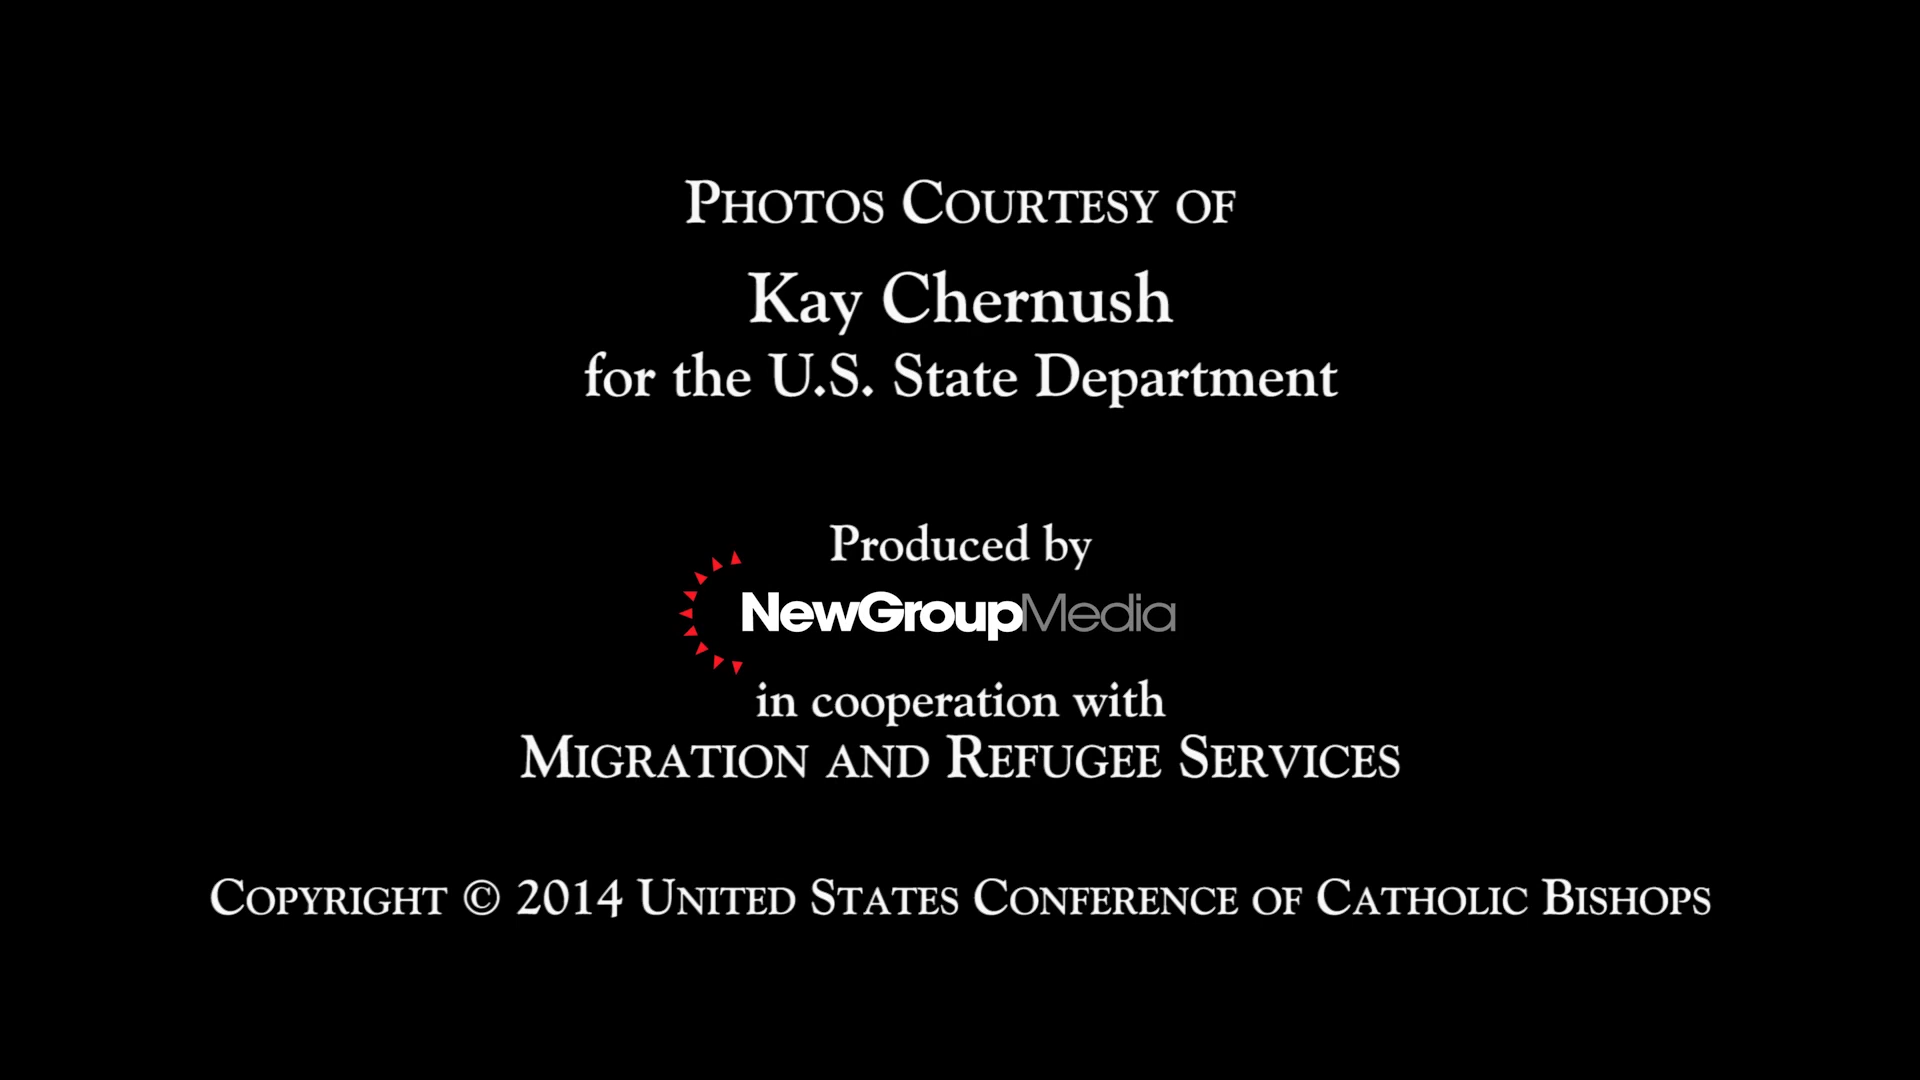 Photos Courtesy of
Kay Chernush
for the U.S. State Department
Produced by
NewGroupMedia
in cooperation with
Migration and Refugee Services
Copyright © 2014 United States Conference of Catholic Bishops